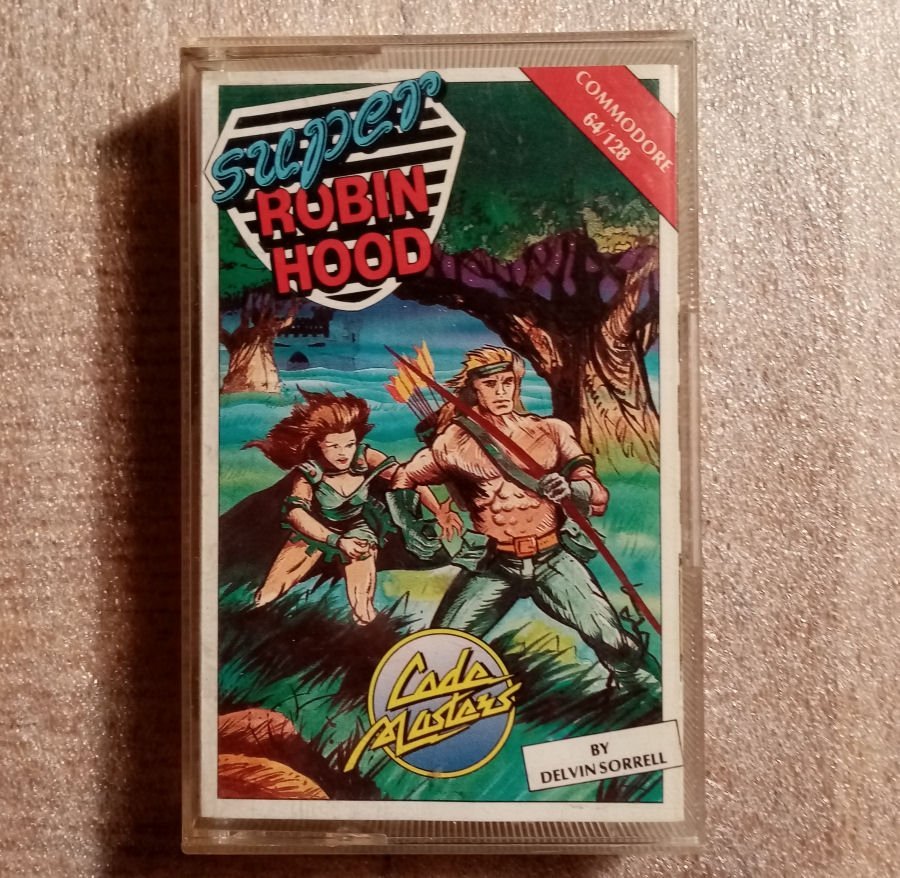 super
ROBIN
HOOD
COMMODORE
64/128
Code
Masters
BY
DELVIN SORRELL